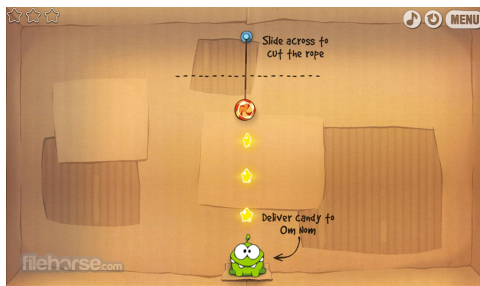 MENU
Slide across to
cut the rope
Deliver candy to
Om Nom
filehorse.com